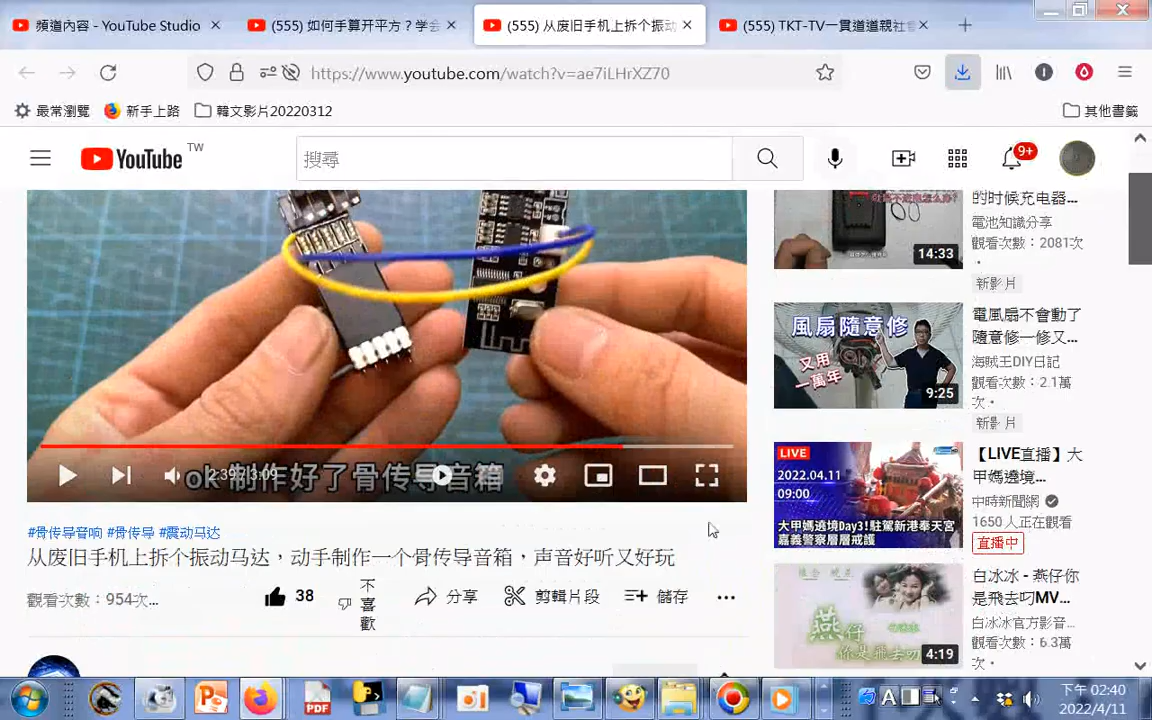 頻道內容 - YouTube Studio
(555) 如何手算开平方？学会
(555) 从废旧手机上拆个振动
(555) TKT-TV一貫道道親社會
https://www.youtube.com/watch?v=ae7iLHrXZ70
最常瀏覽
新手上路
韓文影片20220312
其他書籤
YouTube TW
搜尋
9+
的时候充电器...
電池知識分享
觀看次數：2081次
•
新影片
14:33
電風扇不會動了
隨意修一修又...
海賊王DIY日記
觀看次數：2.1萬
次 •
新影片
風扇隨意修
又用
一萬年
9:25
LIVE
2022.04.11
09:00
大甲媽遶境Day3!駐駕新港奉天宮
嘉義警察層層戒護
【LIVE直播】大
甲媽遶境...
中時新聞網
1650 人正在觀看
直播中
白冰冰 - 燕仔你
是飛去叼MV...
白冰冰官方影音...
觀看次數：6.3萬
次 •
燕仔
你是飛去叨
4:19
2:39 / 3:09
ok 制作好了骨传导音箱
#骨传导音响 #骨传导 #震动马达
从废旧手机上拆个振动马达，动手制作一个骨传导音箱，声音好听又好玩
觀看次數：954次...
38
不喜歡
分享
剪輯片段
儲存
PDF
A
下午 02:40
2022/4/11